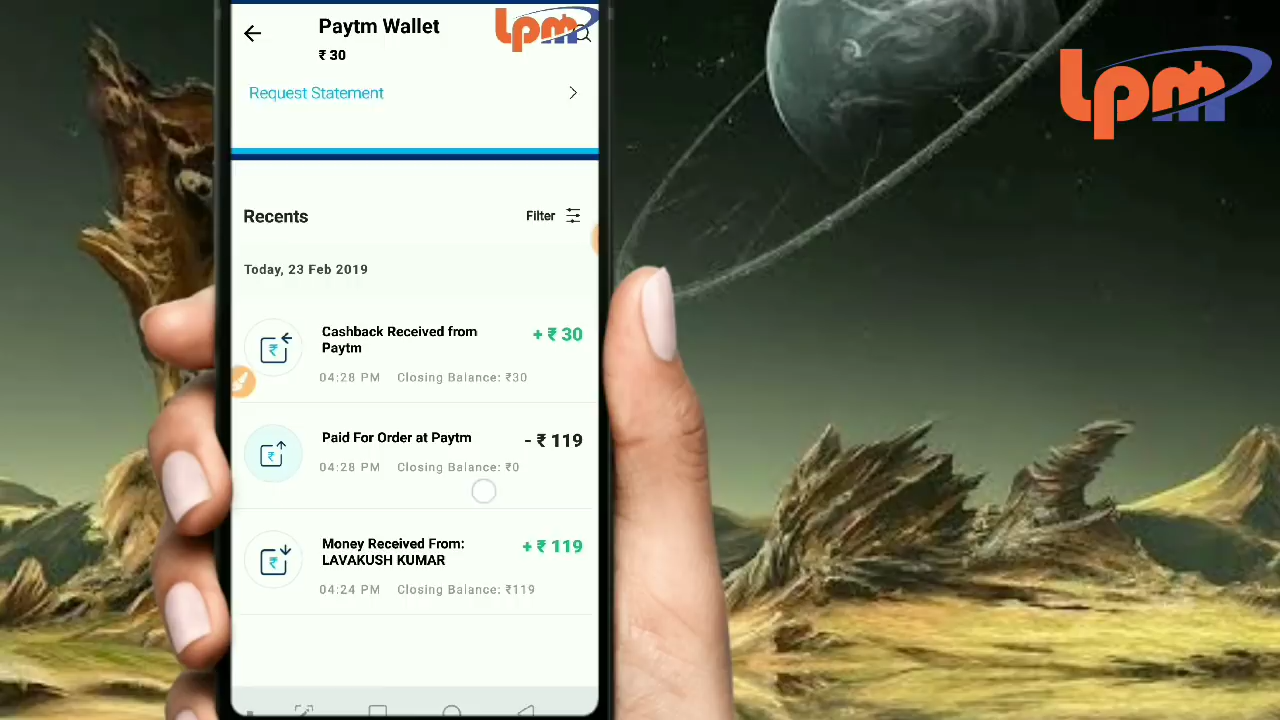 Paytm Wallet
₹ 30
lpm
lpm
Request Statement
Recents
Filter
Today, 23 Feb 2019
Cashback Received from
Paytm
+ ₹ 30
04:28 PM Closing Balance: ₹30
Paid For Order at Paytm
- ₹ 119
04:28 PM Closing Balance: ₹0
Money Received From:
LAVAKUSH KUMAR
+ ₹ 119
04:24 PM Closing Balance: ₹119